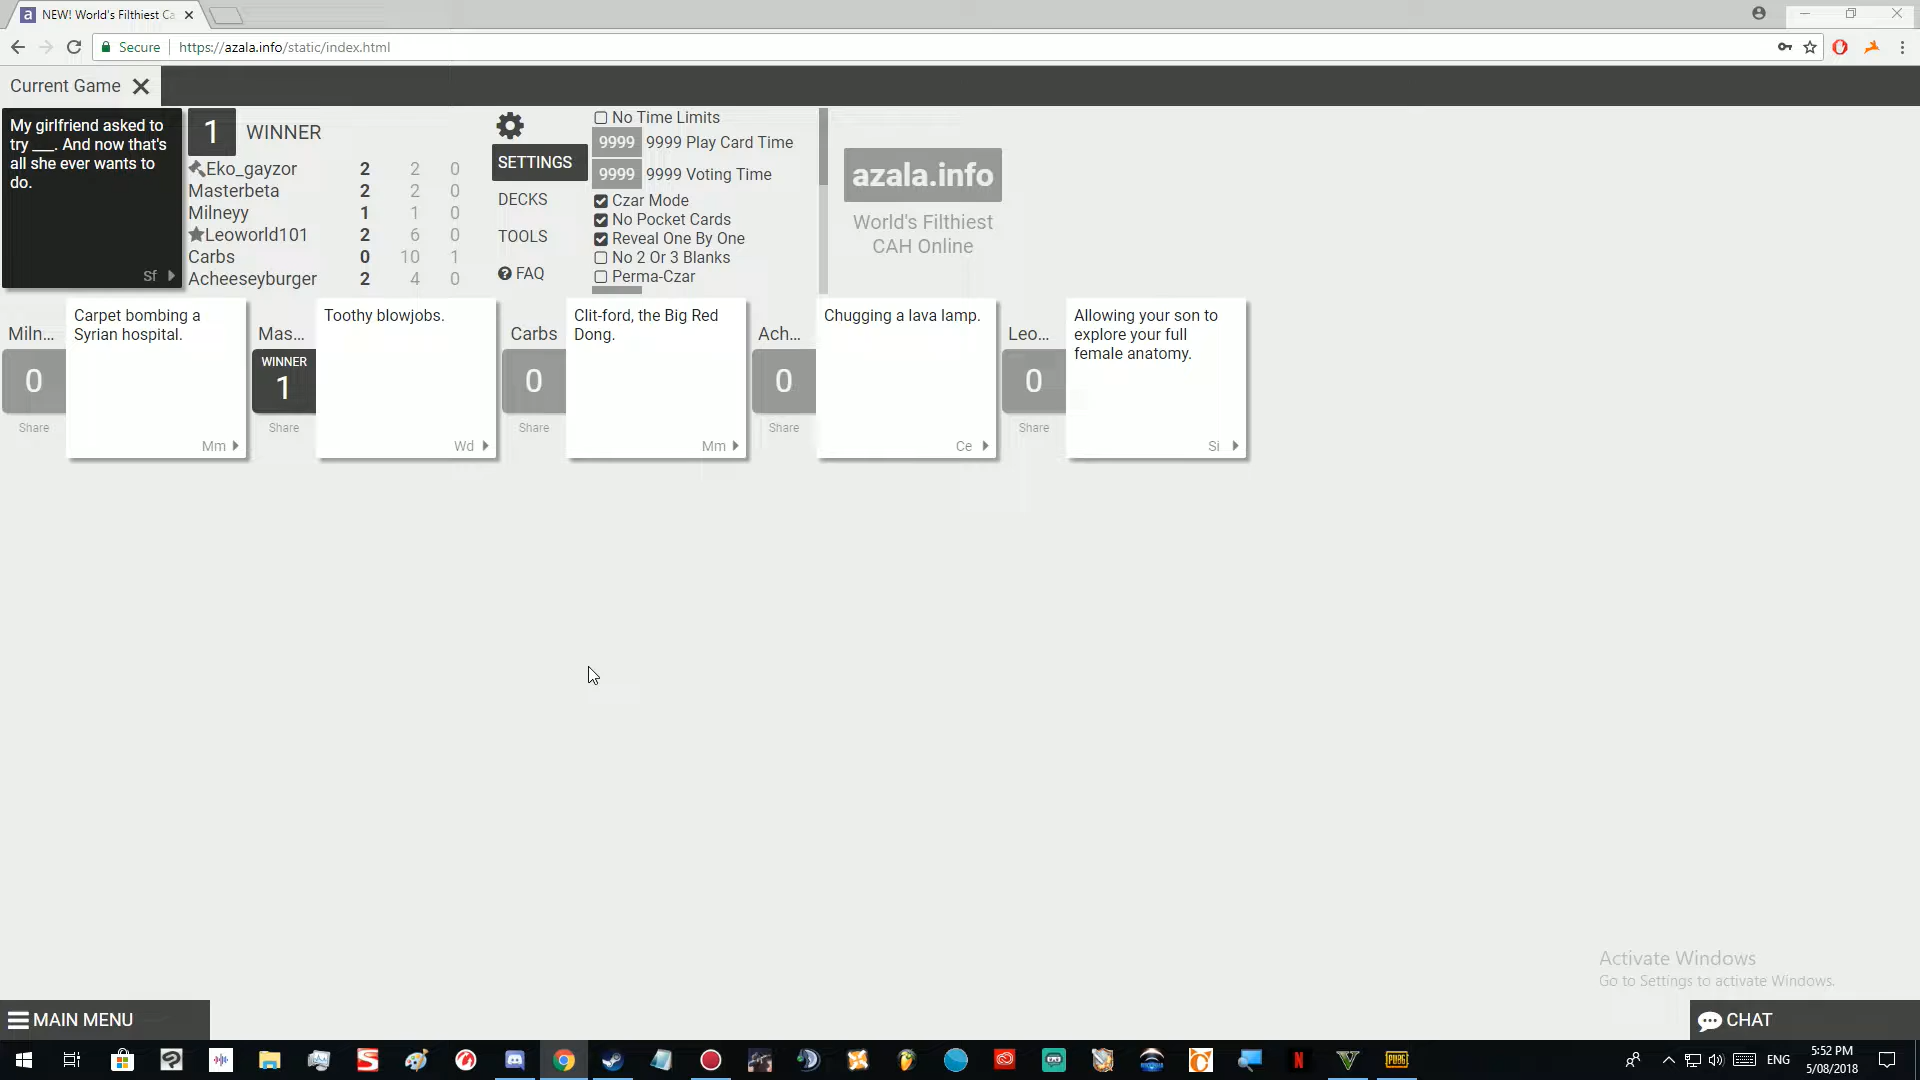 NEW! World's Filthiest Ca
Secure https://azala.info/static/index.html
Current Game
My girlfriend asked to
try ___. And now that's
all she ever wants to
do.
Sf
1 WINNER
Eko_gayzor 2 2 0
Masterbeta 2 2 0
Milneyy 1 1 0
Leoworld101 2 6 0
Carbs 0 10 1
Acheeseyburger 2 4 0
SETTINGS
DECKS
TOOLS
FAQ
No Time Limits
9999 9999 Play Card Time
9999 9999 Voting Time
Czar Mode
No Pocket Cards
Reveal One By One
No 2 Or 3 Blanks
Perma-Czar
azala.info
World's Filthiest
CAH Online
Miln...
0
Share
Carpet bombing a
Syrian hospital.
Mm
Mas...
WINNER
1
Share
Toothy blowjobs.
Wd
Carbs
0
Share
Clit-ford, the Big Red
Dong.
Mm
Ach...
0
Share
Chugging a lava lamp.
Ce
Leo...
0
Share
Allowing your son to
explore your full
female anatomy.
Si
Activate Windows
Go to Settings to activate Windows.
MAIN MENU
CHAT
ENG
5:52 PM
5/08/2018